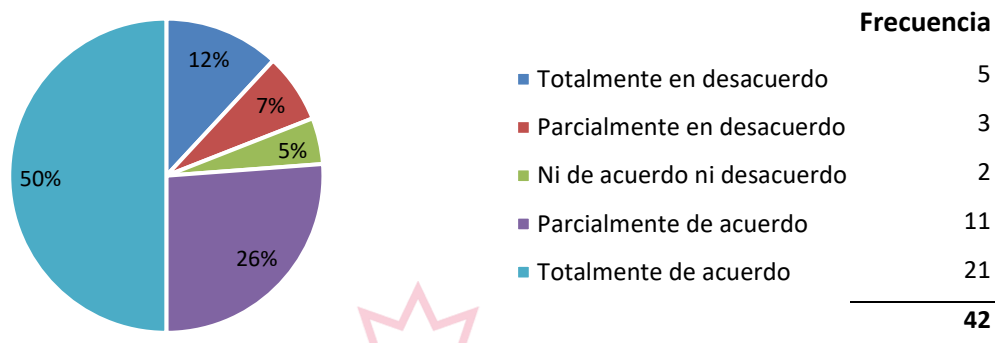 Frecuencia
12%
7%
5%
50%
26%
Totalmente en desacuerdo 5
Parcialmente en desacuerdo 3
Ni de acuerdo ni desacuerdo 2
Parcialmente de acuerdo 11
Totalmente de acuerdo 21
42